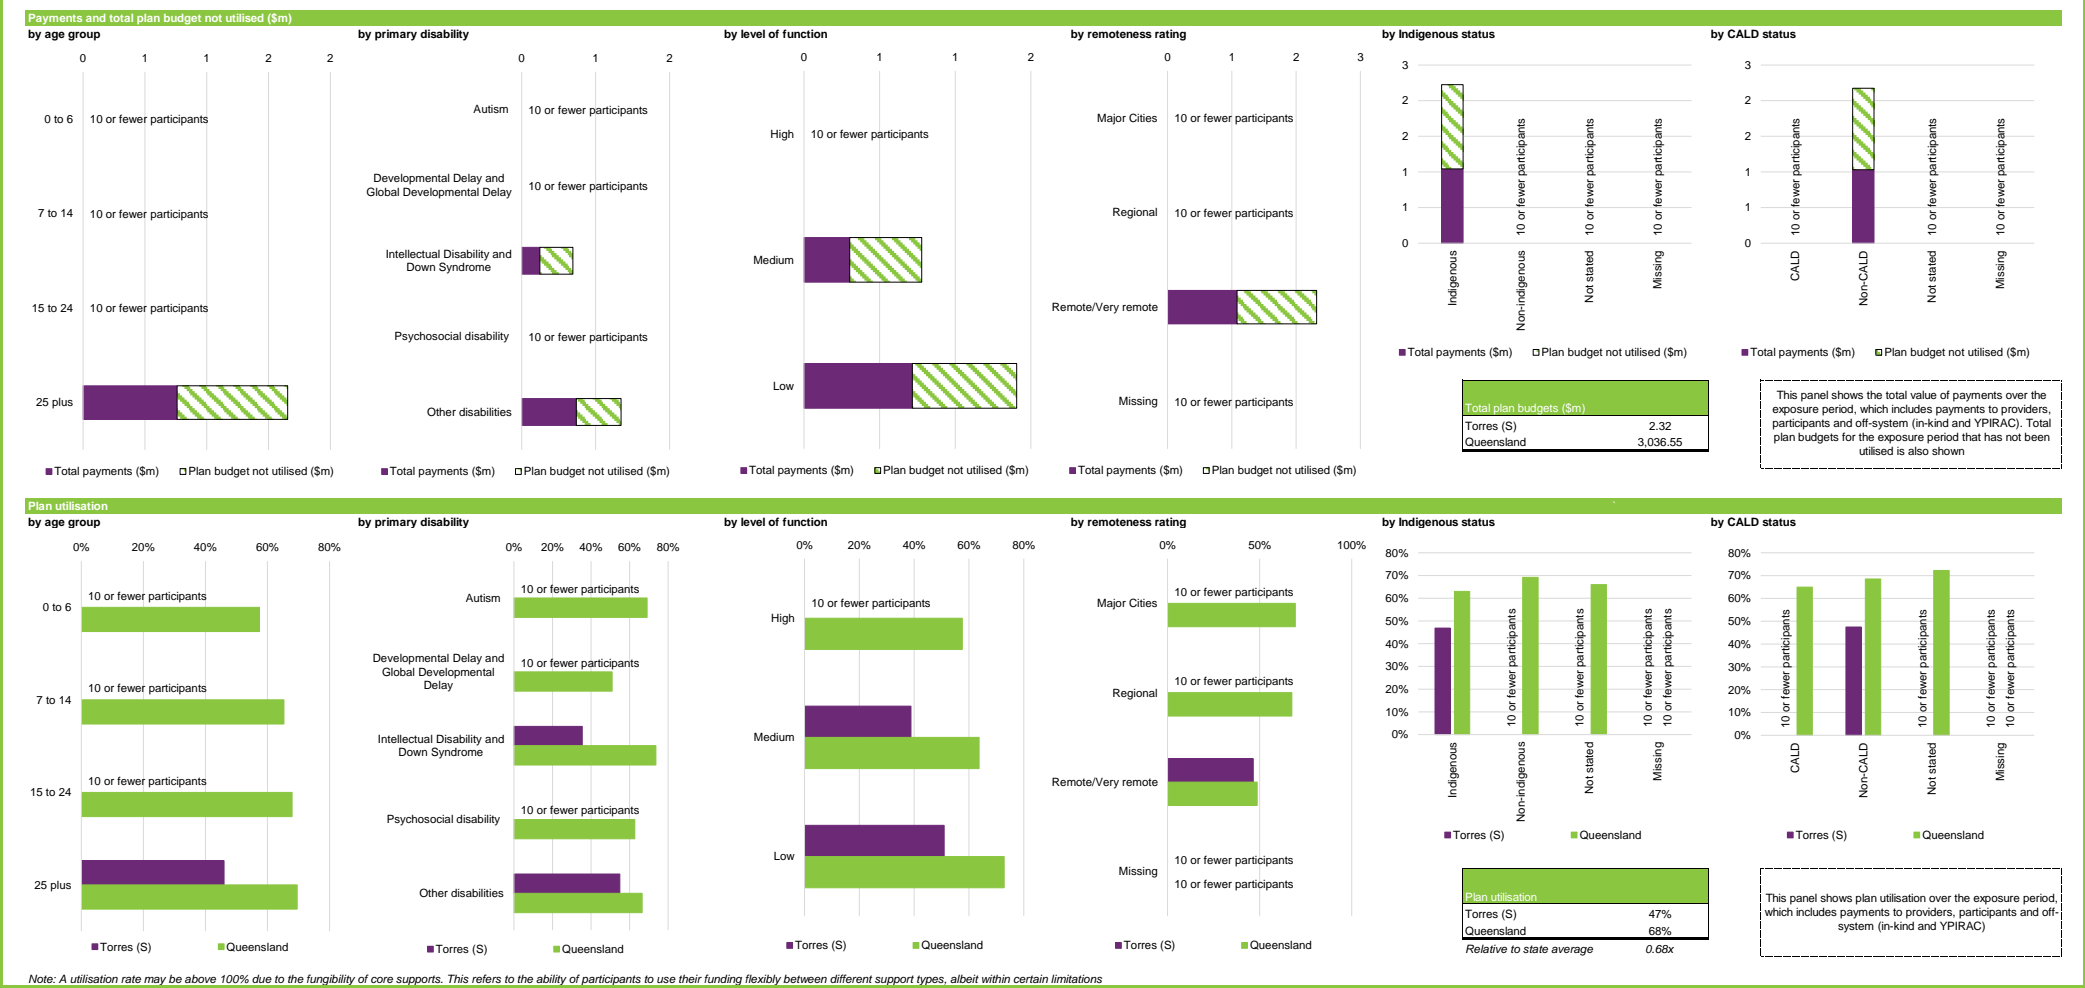 Payments and total plan budget not utilised ($m)
by age group
0 1 1 2 2
0 to 6 10 or fewer participants
7 to 14 10 or fewer participants
15 to 24 10 or fewer participants
25 plus
Total payments ($m) Plan budget not utilised ($m)
by primary disability
0 1 2
Autism 10 or fewer participants
Developmental Delay and
Global Developmental Delay
10 or fewer participants
Intellectual Disability and
Down Syndrome
Psychosocial disability 10 or fewer participants
Other disabilities
Total payments ($m) Plan budget not utilised ($m)
by level of function
0 1 1 2
High 10 or fewer participants
Medium
Low
Total payments ($m) Plan budget not utilised ($m)
by remoteness rating
0 1 2 3
Major Cities 10 or fewer participants
Regional 10 or fewer participants
Remote/Very remote
Missing 10 or fewer participants
Total payments ($m) Plan budget not utilised ($m)
by Indigenous status
3
2
2
1
1
0
10 or fewer participants
10 or fewer participants
10 or fewer participants
Indigenous
Non-indigenous
Not stated
Missing
Total payments ($m) Plan budget not utilised ($m)
by CALD status
3
2
2
1
1
0
10 or fewer participants
10 or fewer participants
10 or fewer participants
CALD
Non-CALD
Not stated
Missing
Total payments ($m) Plan budget not utilised ($m)
Total plan budgets ($m)
Torres (S) 2.32
Queensland 3,036.55
This panel shows the total value of payments over the
exposure period, which includes payments to providers,
participants and off-system (in-kind and YPIRAC). Total
plan budgets for the exposure period that has not been
utilised is also shown
Plan utilisation
by age group
0% 20% 40% 60% 80%
0 to 6 10 or fewer participants
7 to 14 10 or fewer participants
15 to 24 10 or fewer participants
25 plus
Torres (S) Queensland
by primary disability
0% 20% 40% 60% 80%
Autism 10 or fewer participants
Developmental Delay and
Global Developmental
Delay
10 or fewer participants
Intellectual Disability and
Down Syndrome
Psychosocial disability 10 or fewer participants
Other disabilities
Torres (S) Queensland
by level of function
0% 20% 40% 60% 80%
High 10 or fewer participants
Medium
Low
Torres (S) Queensland
by remoteness rating
0% 50% 100%
Major Cities 10 or fewer participants
Regional 10 or fewer participants
Remote/Very remote
Missing 10 or fewer participants
10 or fewer participants
Torres (S) Queensland
by Indigenous status
80%
70%
60%
50%
40%
30%
20%
10%
0%
10 or fewer participants
10 or fewer participants
10 or fewer participants
10 or fewer participants
Indigenous
Non-indigenous
Not stated
Missing
Torres (S) Queensland
by CALD status
80%
70%
60%
50%
40%
30%
20%
10%
0%
10 or fewer participants
10 or fewer participants
10 or fewer participants
10 or fewer participants
CALD
Non-CALD
Not stated
Missing
Torres (S) Queensland
Plan utilisation
Torres (S) 47%
Queensland 68%
Relative to state average 0.68x
This panel shows plan utilisation over the exposure period,
which includes payments to providers, participants and off-
system (in-kind and YPIRAC)
Note: A utilisation rate may be above 100% due to the fungibility of core supports. This refers to the ability of participants to use their funding flexibly between different support types, albeit within certain limitations